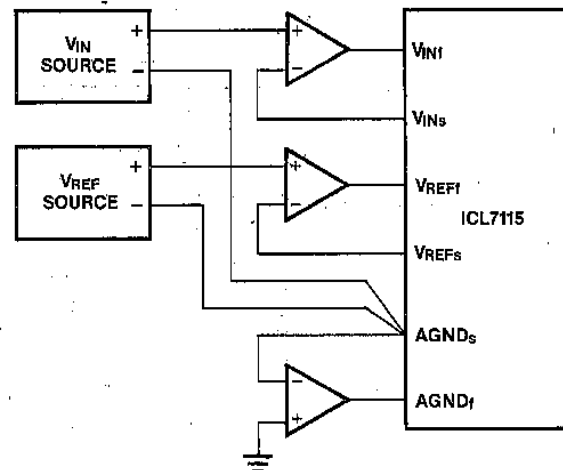 VIN
SOURCE
+
−
+
−
VINf
VINs
VREF
SOURCE
+
−
+
−
VREFf
VREFs
ICL7115
AGNDs
−
+
AGNDf